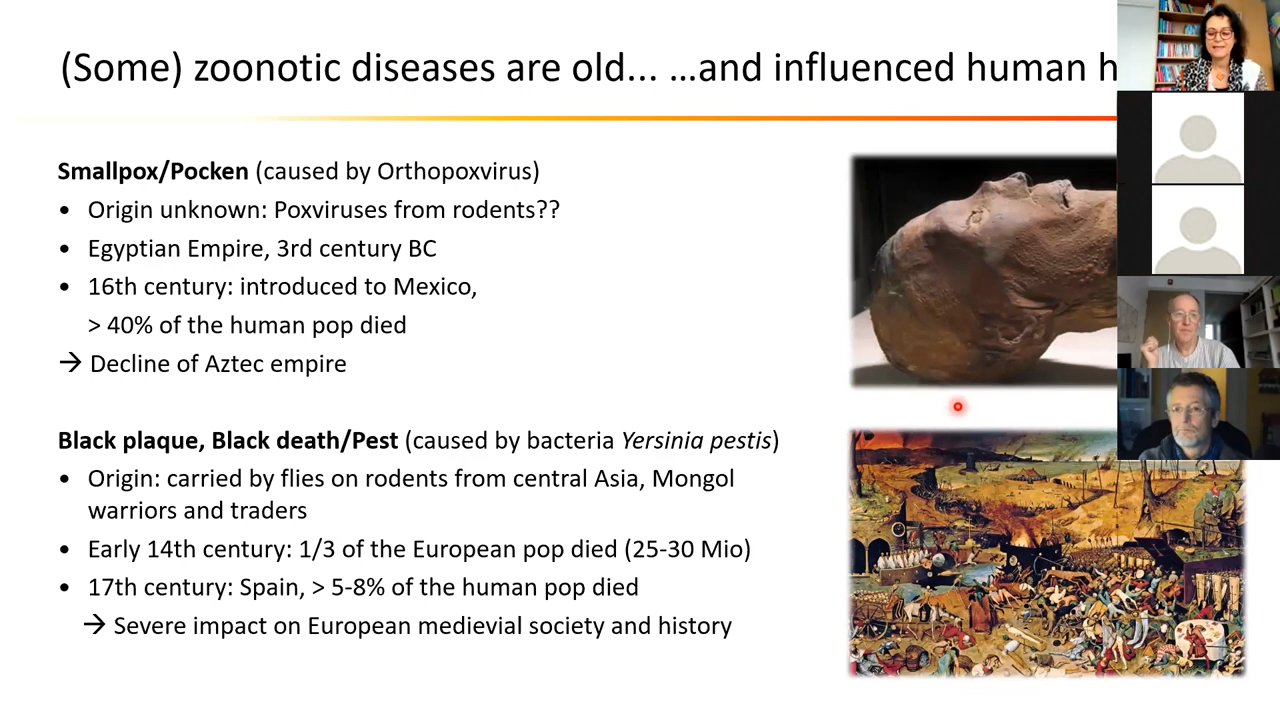 (Some) zoonotic diseases are old... ...and influenced human h
Smallpox/Pocken (caused by Orthopoxvirus)
• Origin unknown: Poxviruses from rodents??
• Egyptian Empire, 3rd century BC
• 16th century: introduced to Mexico,
> 40% of the human pop died
→ Decline of Aztec empire
Black plaque, Black death/Pest (caused by bacteria Yersinia pestis)
• Origin: carried by flies on rodents from central Asia, Mongol
warriors and traders
• Early 14th century: 1/3 of the European pop died (25-30 Mio)
• 17th century: Spain, > 5-8% of the human pop died
→ Severe impact on European medievial society and history